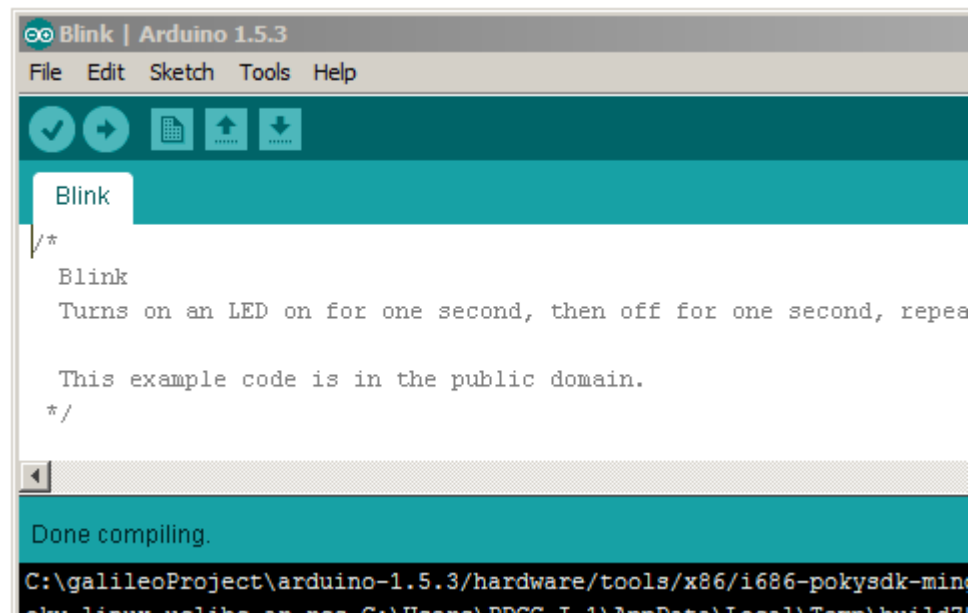 Blink | Arduino 1.5.3
File Edit Sketch Tools Help
Blink
/*
Blink
Turns on an LED on for one second, then off for one second, repea
This example code is in the public domain.
*/
Done compiling.
C:\galileoProject\arduino-1.5.3/hardware/tools/x86/i686-pokysdk-ming